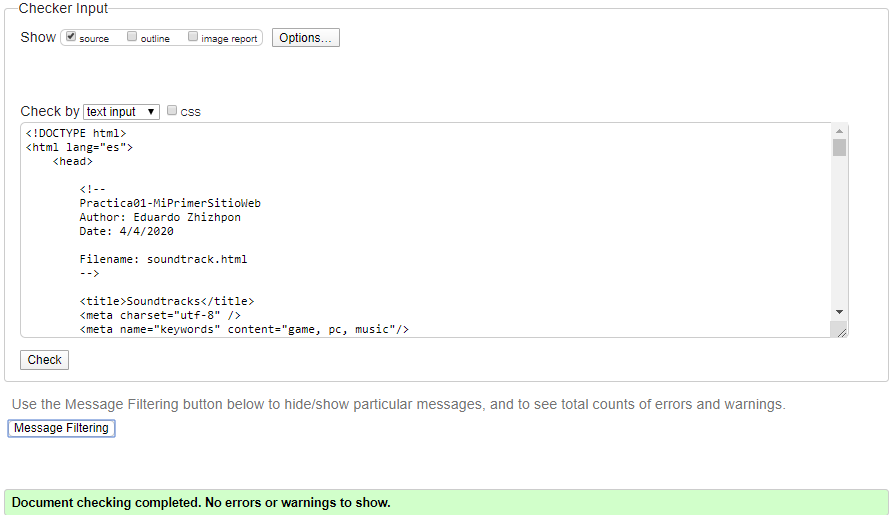 Checker Input
Show source outline image report Options...
Check by text input css
<!DOCTYPE html>
<html lang="es">
<head>
<!--
Practica01-MiPrimerSitioWeb
Author: Eduardo Zhizhpon
Date: 4/4/2020
Filename: soundtrack.html
-->
<title>Soundtracks</title>
<meta charset="utf-8" />
<meta name="keywords" content="game, pc, music"/>
Check
Use the Message Filtering button below to hide/show particular messages, and to see total counts of errors and warnings.
Message Filtering
Document checking completed. No errors or warnings to show.